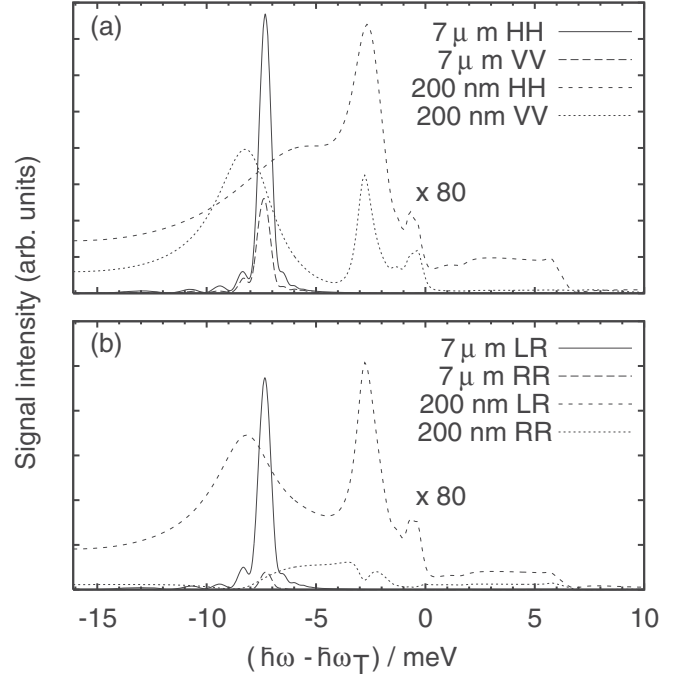 (a)
7 μ m HH
7 μ m VV
200 nm HH
200 nm VV
x 80
(b)
7 μ m LR
7 μ m RR
200 nm LR
200 nm RR
x 80
Signal intensity (arb. units)
-15 -10 -5 0 5 10
(ħω - ħωT) / meV